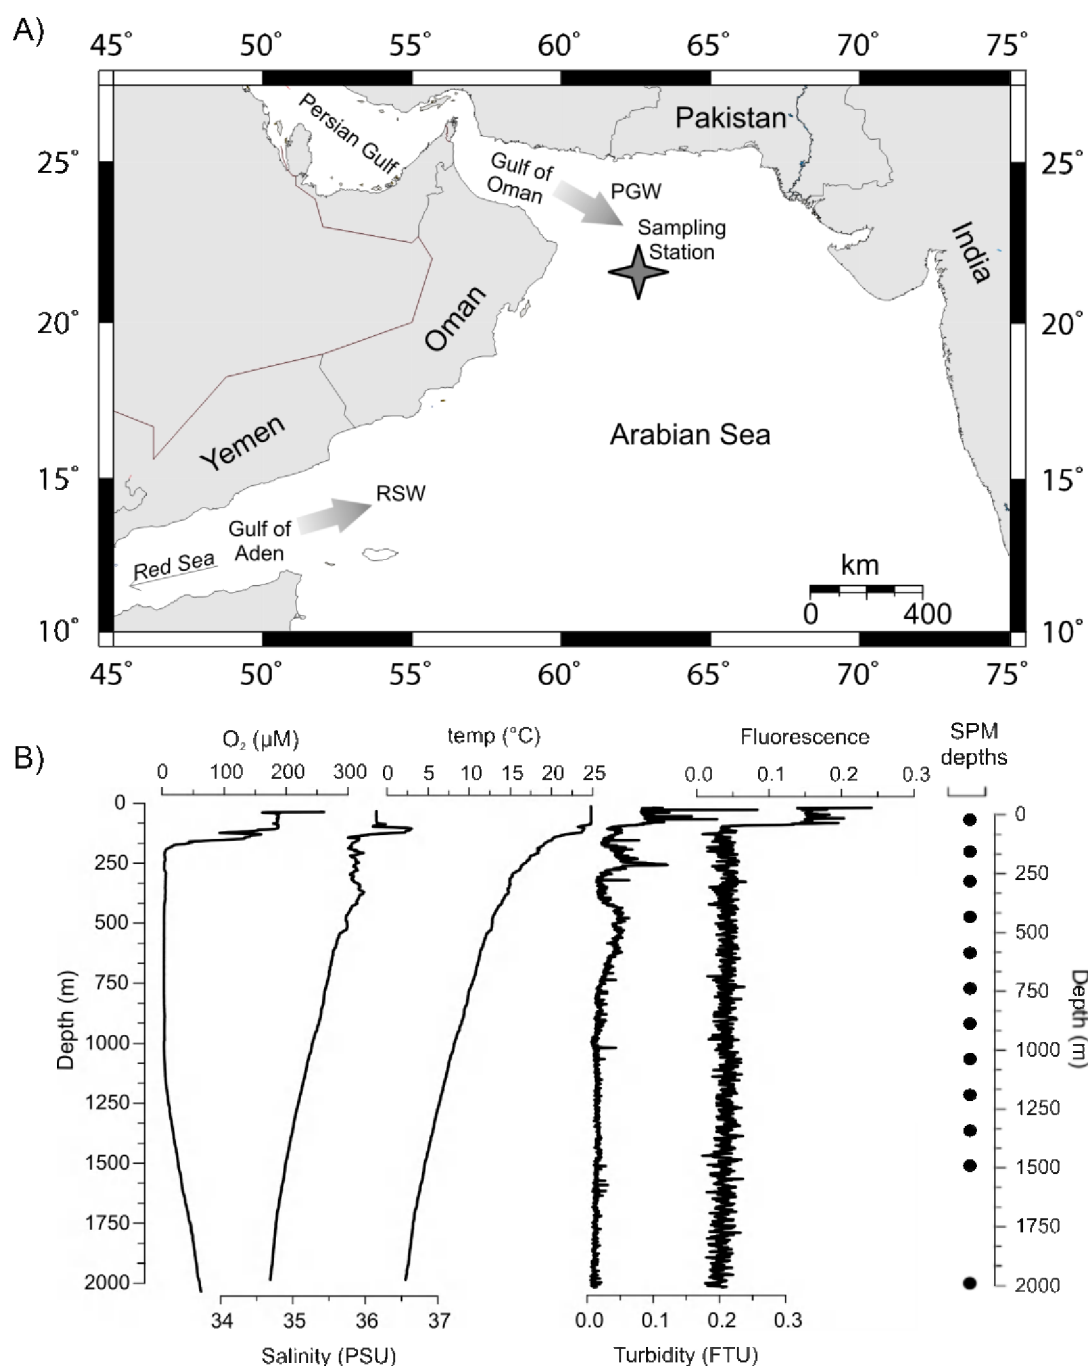 A)
45° 50° 55° 60° 65° 70° 75°
Persian Gulf
Pakistan
25° 25°
Gulf of
Oman
PGW
Sampling
Station
India
20° 20°
Oman
Arabian Sea
Yemen
15° 15°
RSW
Gulf of
Aden
Red Sea
km
0 400
10° 10°
45° 50° 55° 60° 65° 70° 75°
B)
O₂ (µM) temp (°C) Fluorescence SPM
depths
0 100 200 300 0 5 10 15 20 25 0.0 0.1 0.2 0.3
0 0
250 250
500 500
750 750
Depth (m) Depth (m)
1000 1000
1250 1250
1500 1500
1750 1750
2000 2000
34 35 36 37 0.0 0.1 0.2 0.3
Salinity (PSU) Turbidity (FTU)